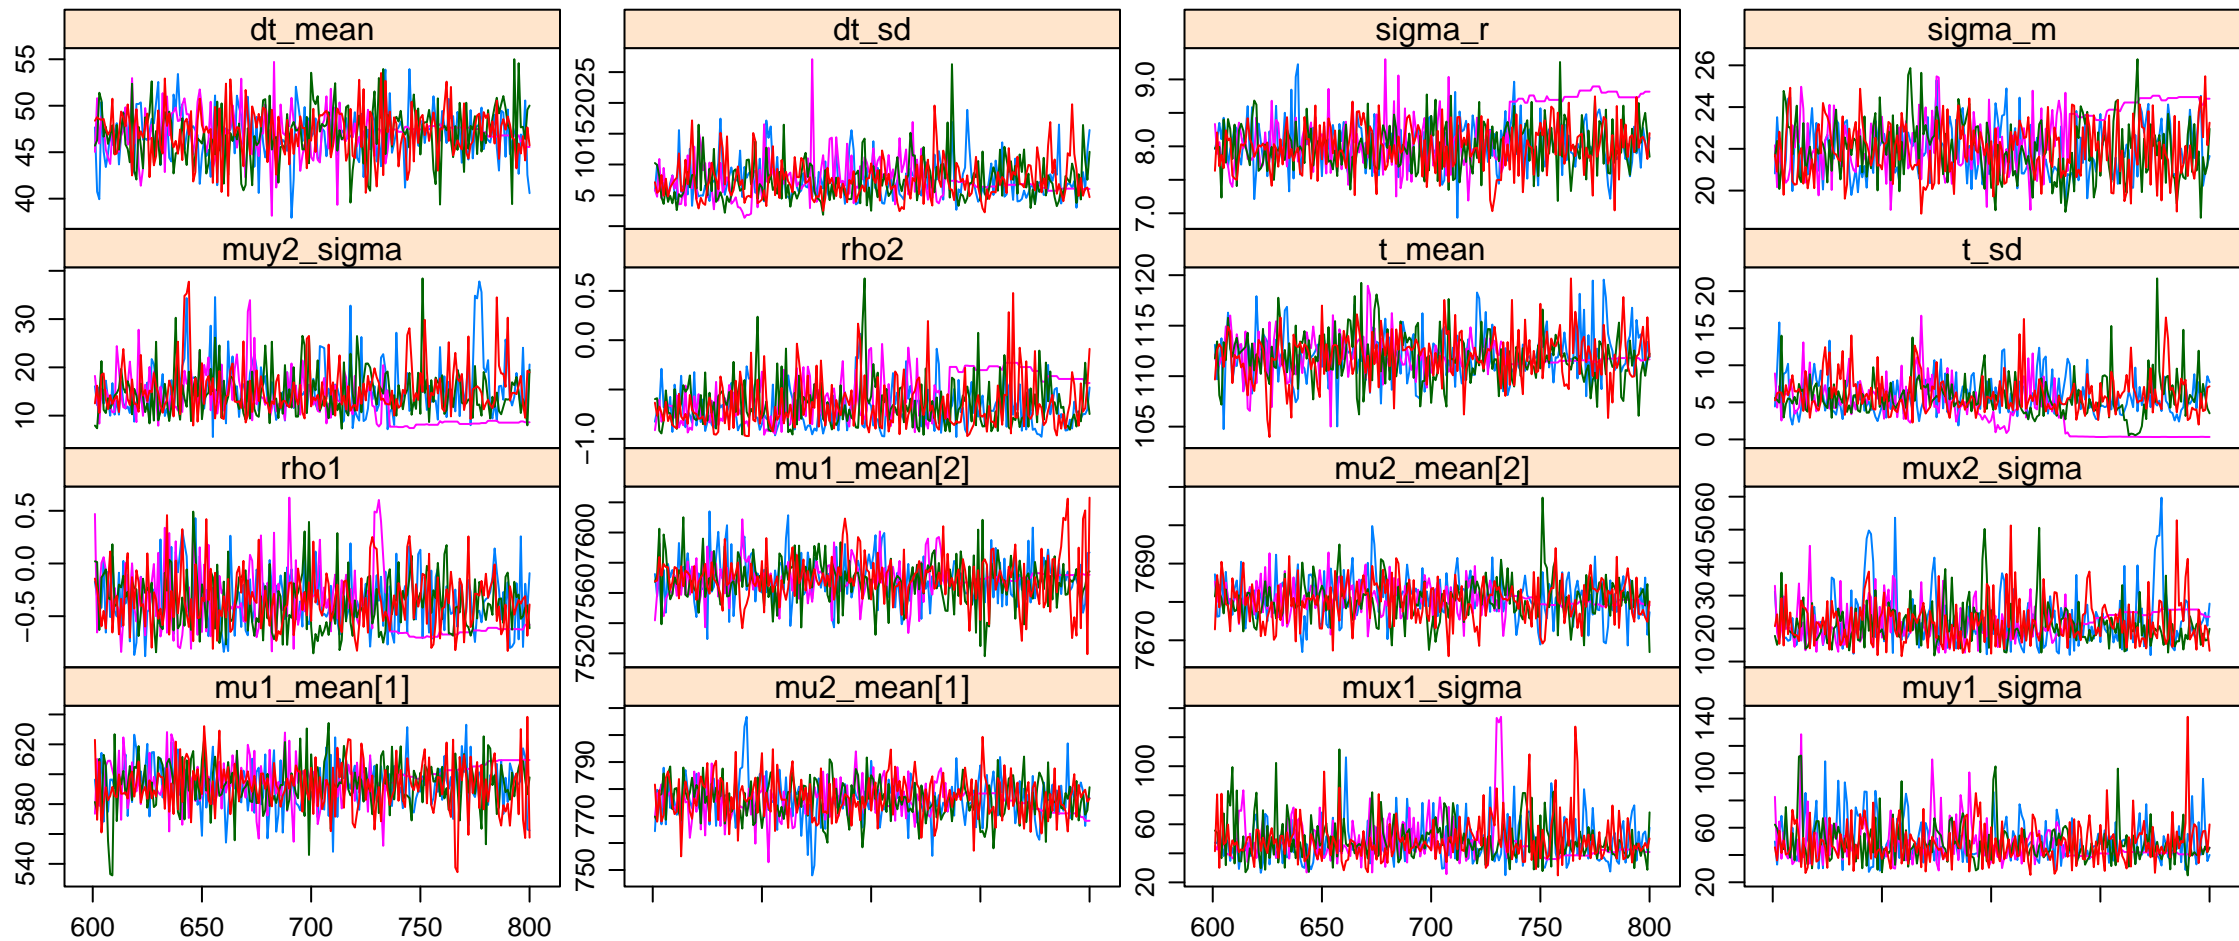 dt_mean dt_sd sigma_r sigma_m
40 45 50 55
5 10 15 20 25
7.0 8.0 9.0
20 22 24 26
muy2_sigma rho2 t_mean t_sd
10 20 30
−1.0 0.0 0.5
105 110 115 120
0 5 10 15 20
rho1 mu1_mean[2] mu2_mean[2] mux2_sigma
−0.5 0.0 0.5
7520 7560 7600
7670 7690
10 20 30 40 50 60
mu1_mean[1] mu2_mean[1] mux1_sigma muy1_sigma
540 580 620
750 770 790
20 60 100
20 60 100 140
600 650 700 750 800
600 650 700 750 800